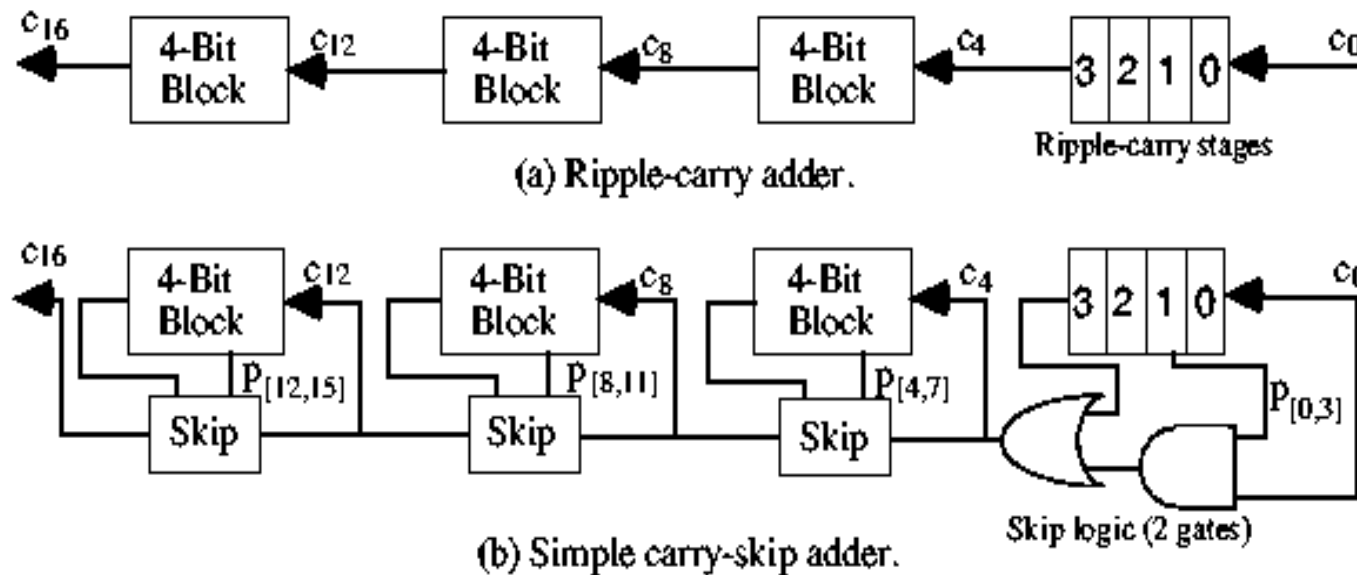 c16 4-Bit Block c12 4-Bit Block c8 4-Bit Block c4 3 2 1 0 c0
Ripple-carry stages
(a) Ripple-carry adder.
c16 4-Bit Block c12 4-Bit Block c8 4-Bit Block c4 3 2 1 0 c0
P[12,15] P[8,11] P[4,7] P[0,3]
Skip Skip Skip
Skip logic (2 gates)
(b) Simple carry-skip adder.